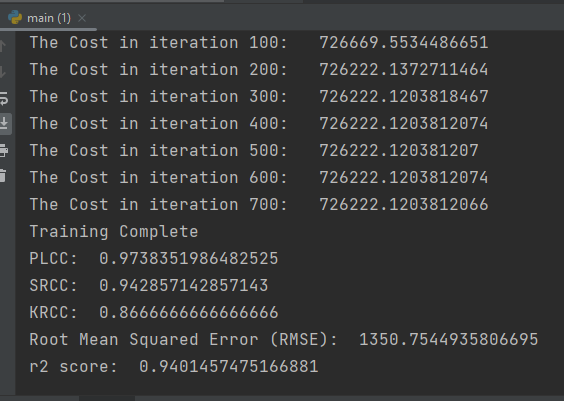 main (1)
The Cost in iteration 100:   726669.5534486651
The Cost in iteration 200:   726222.1372711464
The Cost in iteration 300:   726222.1203818467
The Cost in iteration 400:   726222.1203812074
The Cost in iteration 500:   726222.12038120​7
The Cost in iteration 600:   726222.1203812074
The Cost in iteration 700:   726222.1203812066
Training Complete
PLCC:  0.9738351986482525
SRCC:  0.942857142857143
KRCC:  0.8666666666666666
Root Mean Squared Error (RMSE):  1350.7544935806695
r2 score:  0.9401457475166881